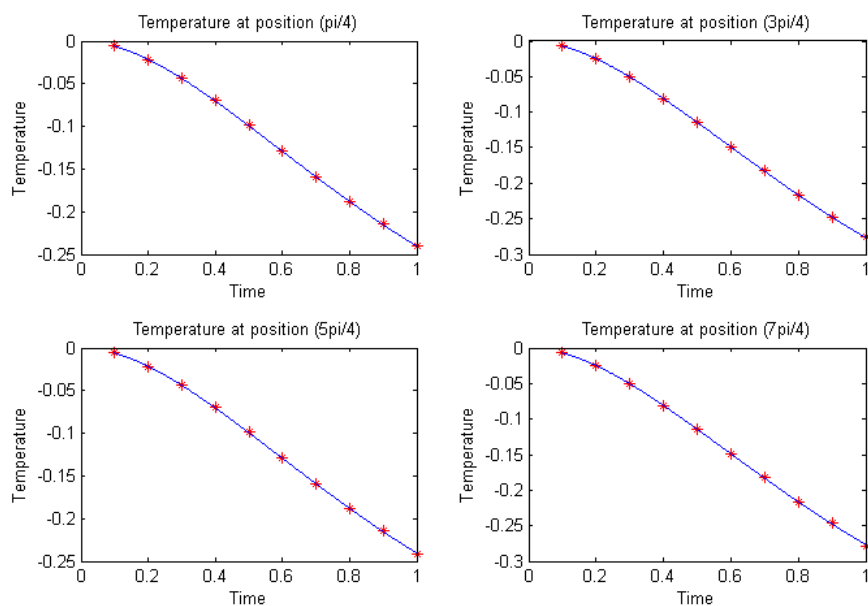 Temperature at position (pi/4)
0
-0.05
-0.1
-0.15
-0.2
-0.25
Temperature
0 0.2 0.4 0.6 0.8 1
Time
Temperature at position (3pi/4)
0
-0.05
-0.1
-0.15
-0.2
-0.25
-0.3
Temperature
0 0.2 0.4 0.6 0.8 1
Time
Temperature at position (5pi/4)
0
-0.05
-0.1
-0.15
-0.2
-0.25
Temperature
0 0.2 0.4 0.6 0.8 1
Time
Temperature at position (7pi/4)
0
-0.05
-0.1
-0.15
-0.2
-0.25
-0.3
Temperature
0 0.2 0.4 0.6 0.8 1
Time